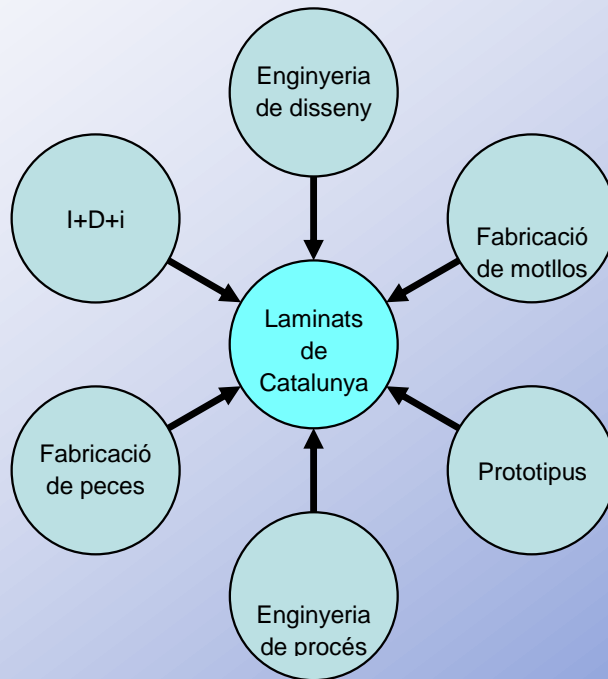 Enginyeria
de disseny
I+D+i
Fabricació
de motllos
Laminats
de
Catalunya
Fabricació
de peces
Prototipus
Enginyeria
de procés